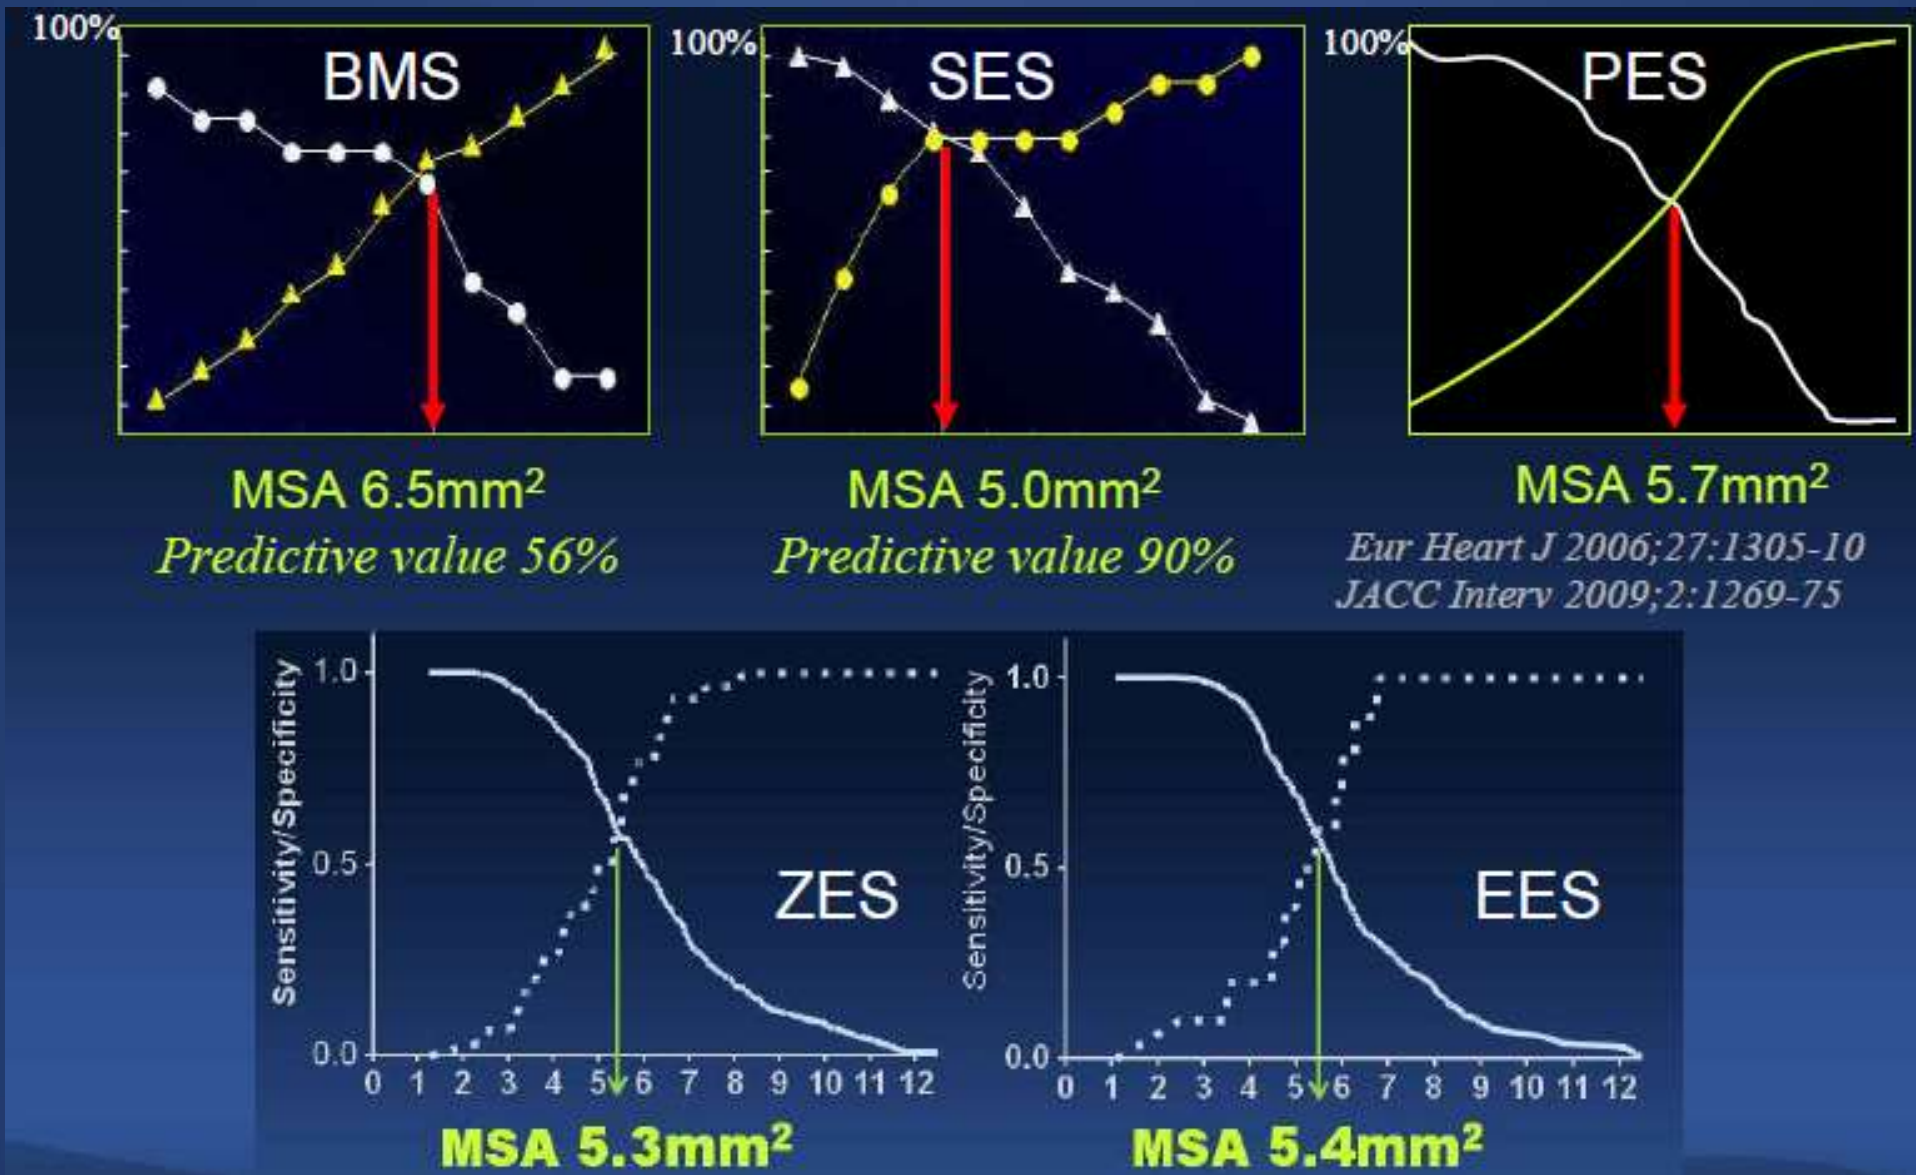 100%
BMS
100%
SES
100%
PES
MSA 6.5mm²
Predictive value 56%
MSA 5.0mm²
Predictive value 90%
MSA 5.7mm²
Eur Heart J 2006;27:1305-10
JACC Interv 2009;2:1269-75
Sensitivity/Specificity
1.0
0.5
0.0
0 1 2 3 4 5 6 7 8 9 10 11 12
ZES
MSA 5.3mm²
Sensitivity/Specificity
1.0
0.5
0.0
0 1 2 3 4 5 6 7 8 9 10 11 12
EES
MSA 5.4mm²